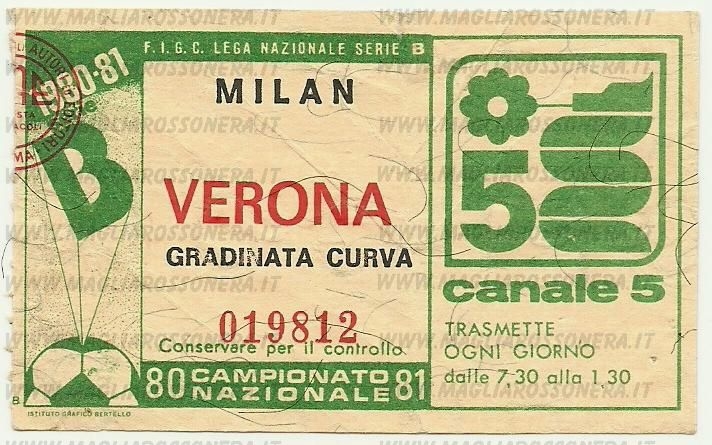 WWW.MAGLIAROSSONERA.IT
F.I.G.C. LEGA NAZIONALE SERIE B
1980-81
B
MILAN
VERONA
GRADINATA CURVA
019812
Conservare per il controllo
80 CAMPIONATO NAZIONALE 81
B
ISTITUTO GRAFICO BERTELLO
5
canale 5
TRASMETTE
OGNI GIORNO
dalle 7,30 alla 1,30